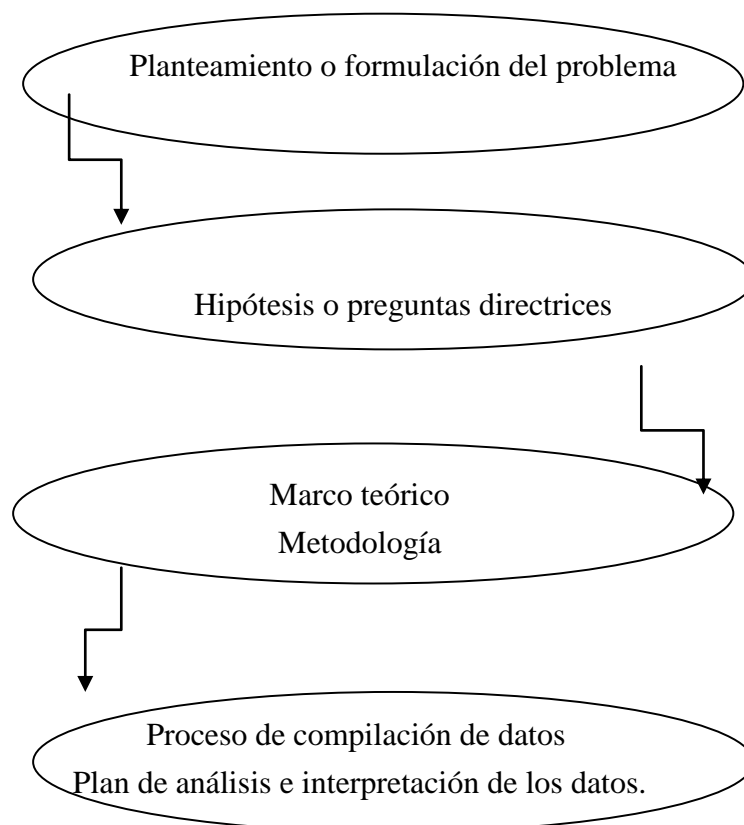 Planteamiento o formulación del problema
Hipótesis o preguntas directrices
Marco teórico
Metodología
Proceso de compilación de datos
Plan de análisis e interpretación de los datos.